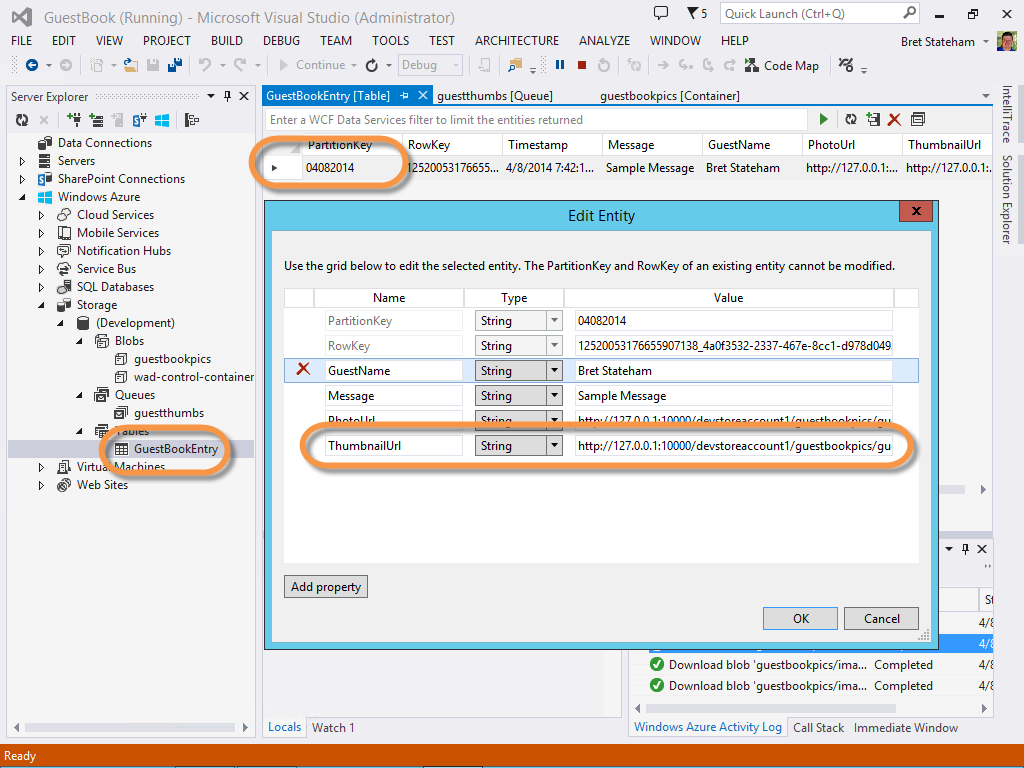 GuestBook (Running) - Microsoft Visual Studio (Administrator)
5
Quick Launch (Ctrl+Q)
FILE EDIT VIEW PROJECT BUILD DEBUG TEAM TOOLS TEST ARCHITECTURE ANALYZE WINDOW HELP
Bret Stateham
Continue
Debug
Code Map
Server Explorer
Data Connections
Servers
SharePoint Connections
Windows Azure
Cloud Services
Mobile Services
Notification Hubs
Service Bus
SQL Databases
Storage
(Development)
Blobs
guestbookpics
wad-control-container
Queues
guestthumbs
Tables
GuestBookEntry
Virtual Machines
Web Sites
GuestBookEntry [Table]
guestthumbs [Queue]
guestbookpics [Container]
Enter a WCF Data Services filter to limit the entities returned
PartitionKey RowKey Timestamp Message GuestName PhotoUrl ThumbnailUrl
04082014 12520053176655... 4/8/2014 7:42:1... Sample Message Bret Stateham http://127.0.0.1:... http://127.0.0.1:..
IntelliTrace
Solution Explorer
Edit Entity
Use the grid below to edit the selected entity. The PartitionKey and RowKey of an existing entity cannot be modified.
Name Type Value
PartitionKey String 04082014
RowKey String 12520053176655907138_4a0f3532-2337-467e-8cc1-d978d049
GuestName String Bret Stateham
Message String Sample Message
PhotoUrl String http://127.0.0.1:10000/devstoreaccount1/guestbookpics/gu
ThumbnailUrl String http://127.0.0.1:10000/devstoreaccount1/guestbookpics/gu
Add property
OK Cancel
St
4/8
4/8
Download blob 'guestbookpics/ima... Completed 4/8
Download blob 'guestbookpics/ima... Completed 4/8
Locals Watch 1
Windows Azure Activity Log Call Stack Immediate Window
Ready